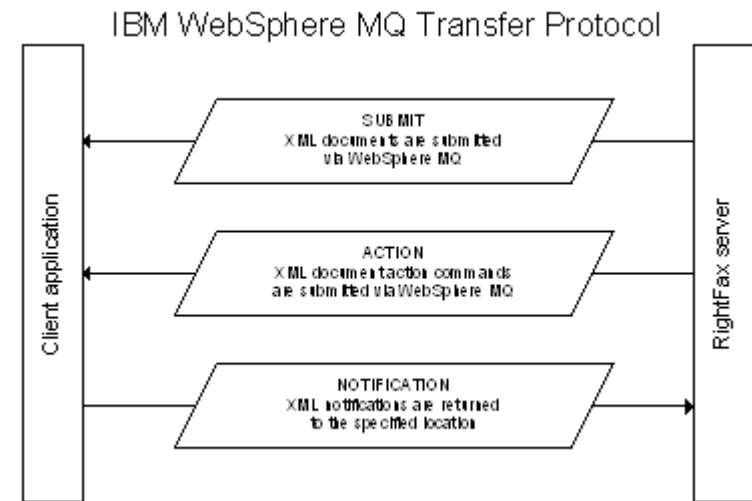 IBM WebSphere MQ Transfer Protocol
Client application
SUBMIT
XML documents are submitted
via WebSphere MQ
ACTION
XML document action commands
are submitted via WebSphere MQ
NOTIFICATION
XML notifications are returned
to the specified location
RightFax server